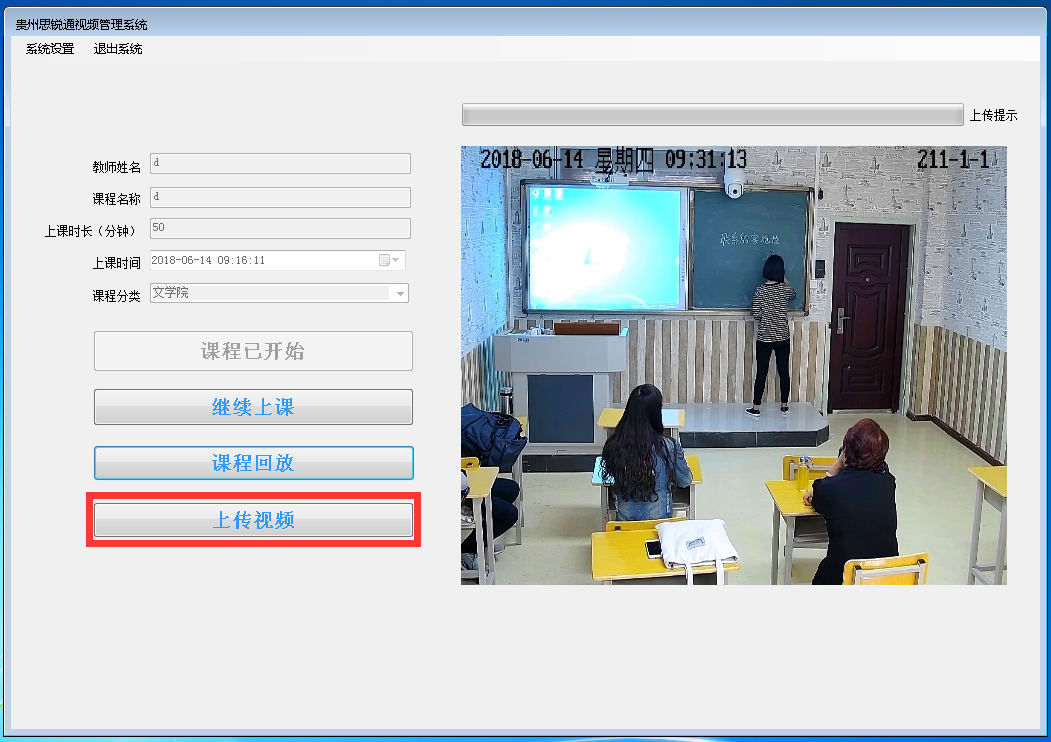 贵州思锐通视频管理系统
系统设置 退出系统
上传提示
教师姓名 d
课程名称 d
上课时长（分钟） 50
上课时间 2018-06-14 09:16:11
课程分类 文学院
课程已开始
继续上课
课程回放
上传视频
2018-06-14 星期四 09:31:13
211-1-1